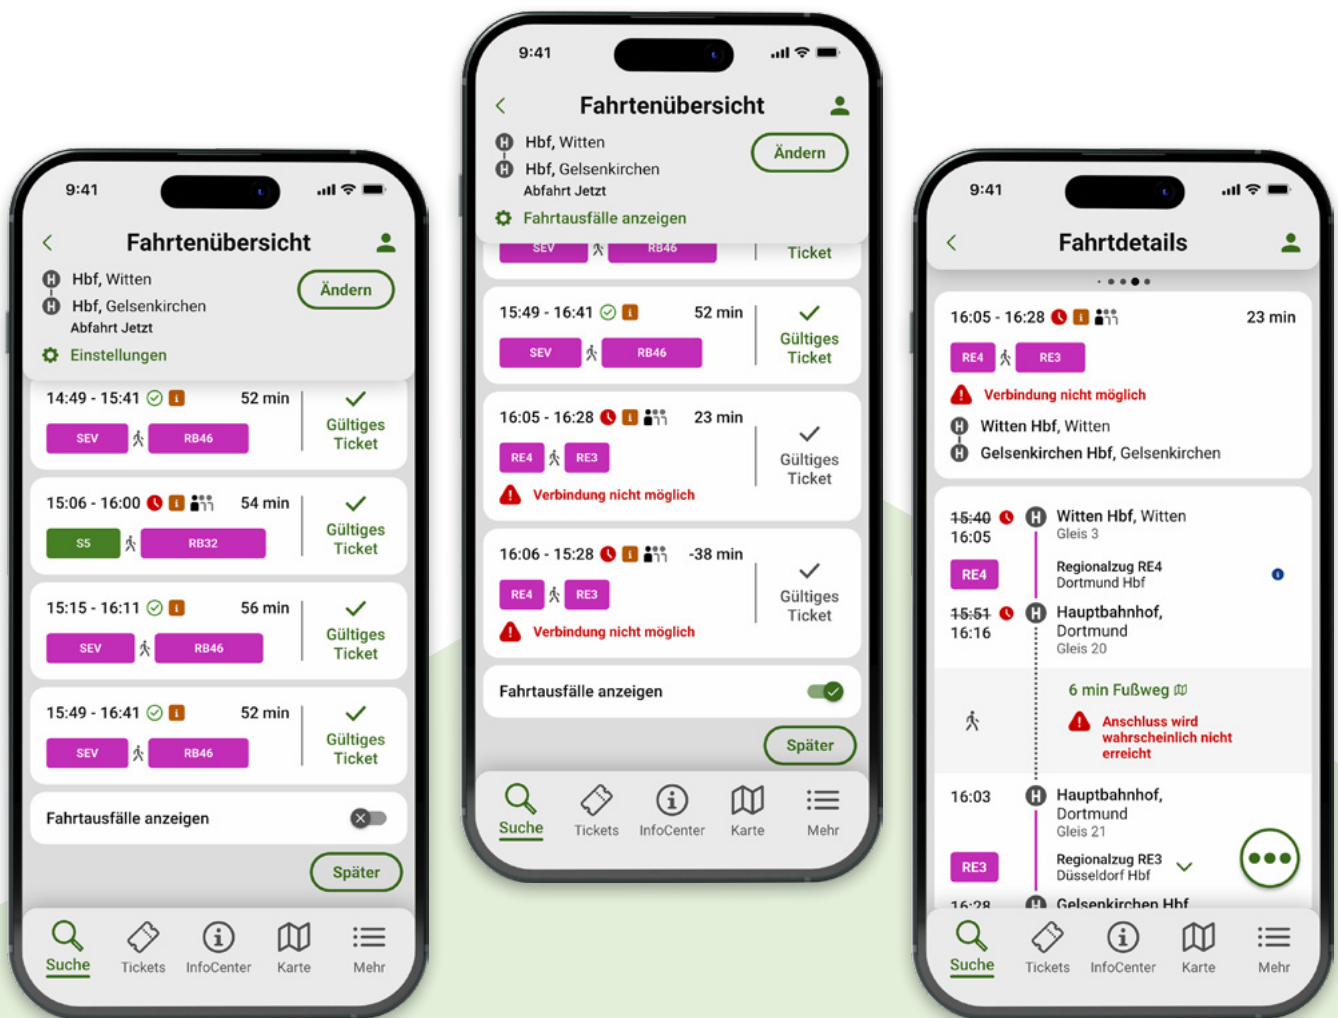 9:41
Fahrtenübersicht
Hbf, Witten
Hbf, Gelsenkirchen
Abfahrt Jetzt
Ändern
Einstellungen
14:49 - 15:41 i 52 min
SEV RB46
Gültiges
Ticket
15:06 - 16:00 i 54 min
S5 RB32
Gültiges
Ticket
15:15 - 16:11 i 56 min
SEV RB46
Gültiges
Ticket
15:49 - 16:41 i 52 min
SEV RB46
Gültiges
Ticket
Fahrtausfälle anzeigen
Später
Suche Tickets InfoCenter Karte Mehr
9:41
Fahrtenübersicht
Hbf, Witten
Hbf, Gelsenkirchen
Abfahrt Jetzt
Ändern
Fahrtausfälle anzeigen
SEV RB46
Ticket
15:49 - 16:41 i 52 min
SEV RB46
Gültiges
Ticket
16:05 - 16:28 i 23 min
RE4 RE3
Verbindung nicht möglich
Gültiges
Ticket
16:06 - 15:28 i -38 min
RE4 RE3
Verbindung nicht möglich
Gültiges
Ticket
Fahrtausfälle anzeigen
Später
Suche Tickets InfoCenter Karte Mehr
9:41
Fahrtdetails
16:05 - 16:28 i 23 min
RE4 RE3
Verbindung nicht möglich
H Witten Hbf, Witten
H Gelsenkirchen Hbf, Gelsenkirchen
15:40 H Witten Hbf, Witten
16:05 Gleis 3
RE4 Regionalzug RE4
Dortmund Hbf
15:51 H Hauptbahnhof,
16:16 Dortmund
Gleis 20
6 min Fußweg
Anschluss wird
wahrscheinlich nicht
erreicht
16:03 H Hauptbahnhof,
Dortmund
Gleis 21
RE3 Regionalzug RE3
Düsseldorf Hbf
16:28 H Gelsenkirchen Hbf
Suche Tickets InfoCenter Karte Mehr